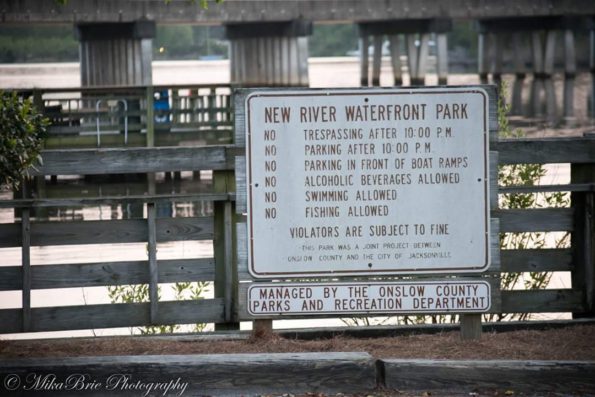 NEW RIVER WATERFRONT PARK
NO TRESPASSING AFTER 10:00 P.M.
NO PARKING AFTER 10:00 P.M.
NO PARKING IN FRONT OF BOAT RAMPS
NO ALCOHOLIC BEVERAGES ALLOWED
NO SWIMMING ALLOWED
NO FISHING ALLOWED
VIOLATORS ARE SUBJECT TO FINE
THIS PARK WAS A JOINT PROJECT BETWEEN
ONSLOW COUNTY AND THE CITY OF JACKSONVILLE
MANAGED BY THE ONSLOW COUNTY
PARKS AND RECREATION DEPARTMENT
© MikaBrie Photography